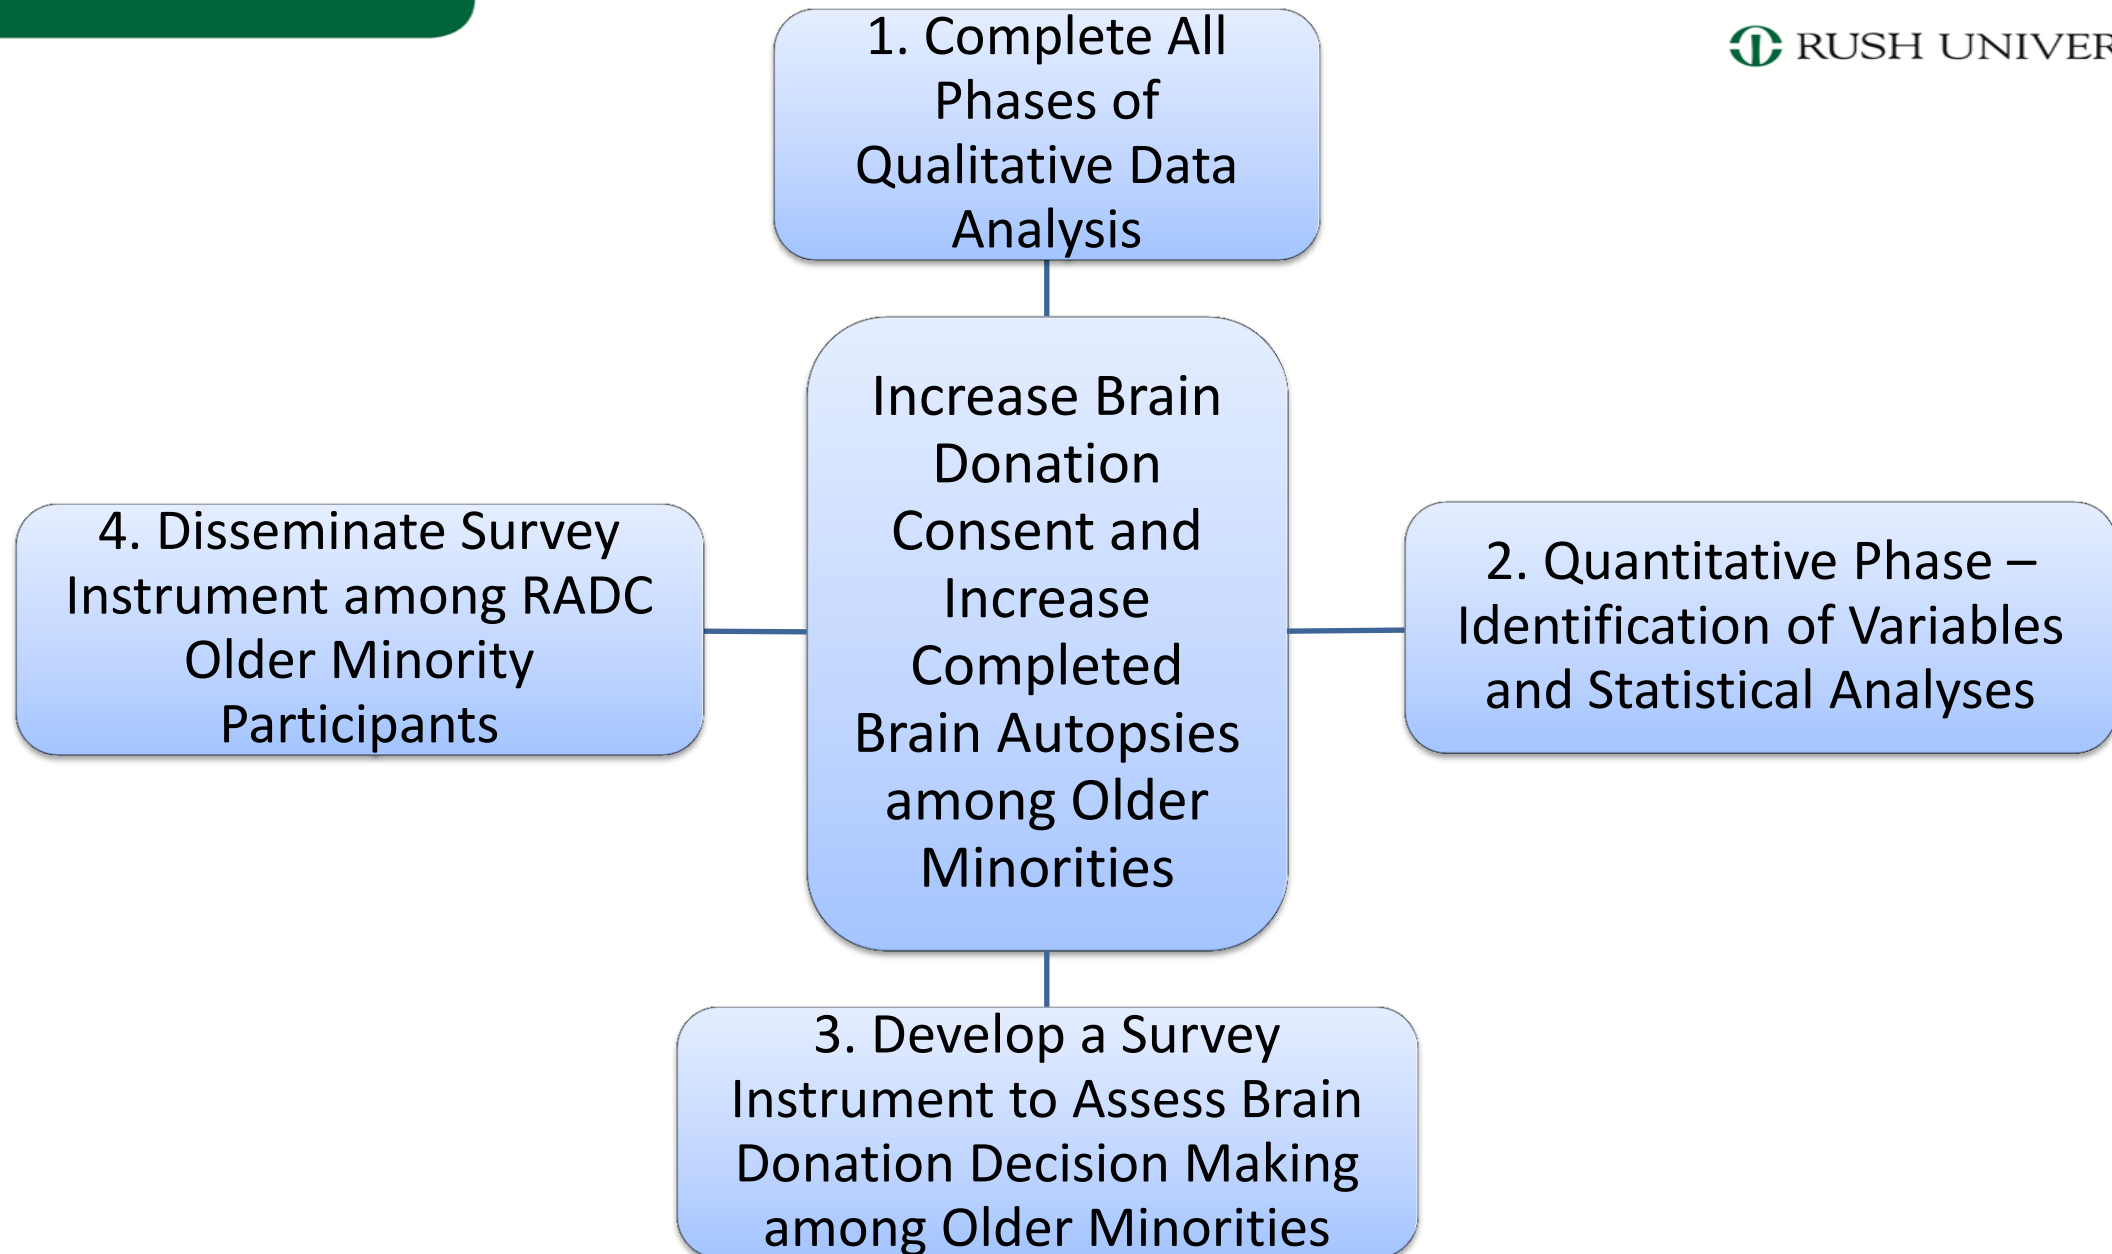 RUSH UNIVER
1. Complete All
Phases of
Qualitative Data
Analysis
Increase Brain
Donation
Consent and
Increase
Completed
Brain Autopsies
among Older
Minorities
2. Quantitative Phase –
Identification of Variables
and Statistical Analyses
3. Develop a Survey
Instrument to Assess Brain
Donation Decision Making
among Older Minorities
4. Disseminate Survey
Instrument among RADC
Older Minority
Participants